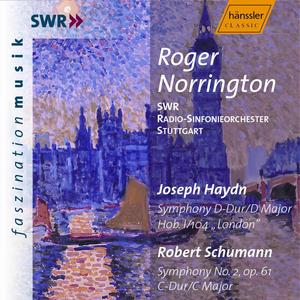 SWR
hänssler
CLASSIC
faszination musik
Roger
Norrington
SWR
RADIO-SINFONIEORCHESTER
STUTTGART
Joseph Haydn
Symphony D-Dur/D Major
Hob. I/104 „London"
Robert Schumann
Symphony No. 2, op. 61
C-Dur/C Major